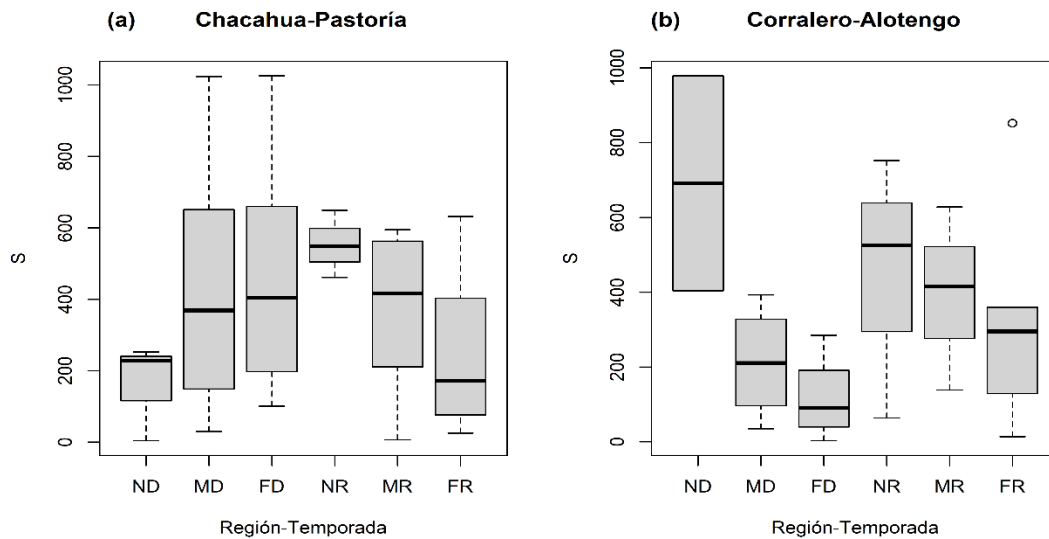 (a) Chacahua-Pastoría
S
1000
800
600
400
200
0
ND MD FD NR MR FR
Región-Temporada
(b) Corralero-Alotengo
S
1000
800
600
400
200
0
ND MD FD NR MR FR
Región-Temporada